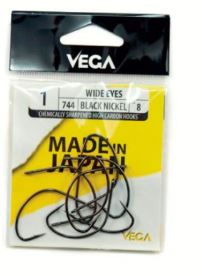 VEGA
1
WIDE EYES
744 BLACK NICKEL 8
CHEMICALLY SHARPENED HIGH CARBON HOOKS
MADE IN
JAPAN
VEGA